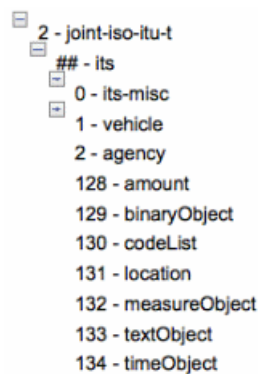 2 - joint-iso-itu-t
## - its
0 - its-misc
1 - vehicle
2 - agency
128 - amount
129 - binaryObject
130 - codeList
131 - location
132 - measureObject
133 - textObject
134 - timeObject